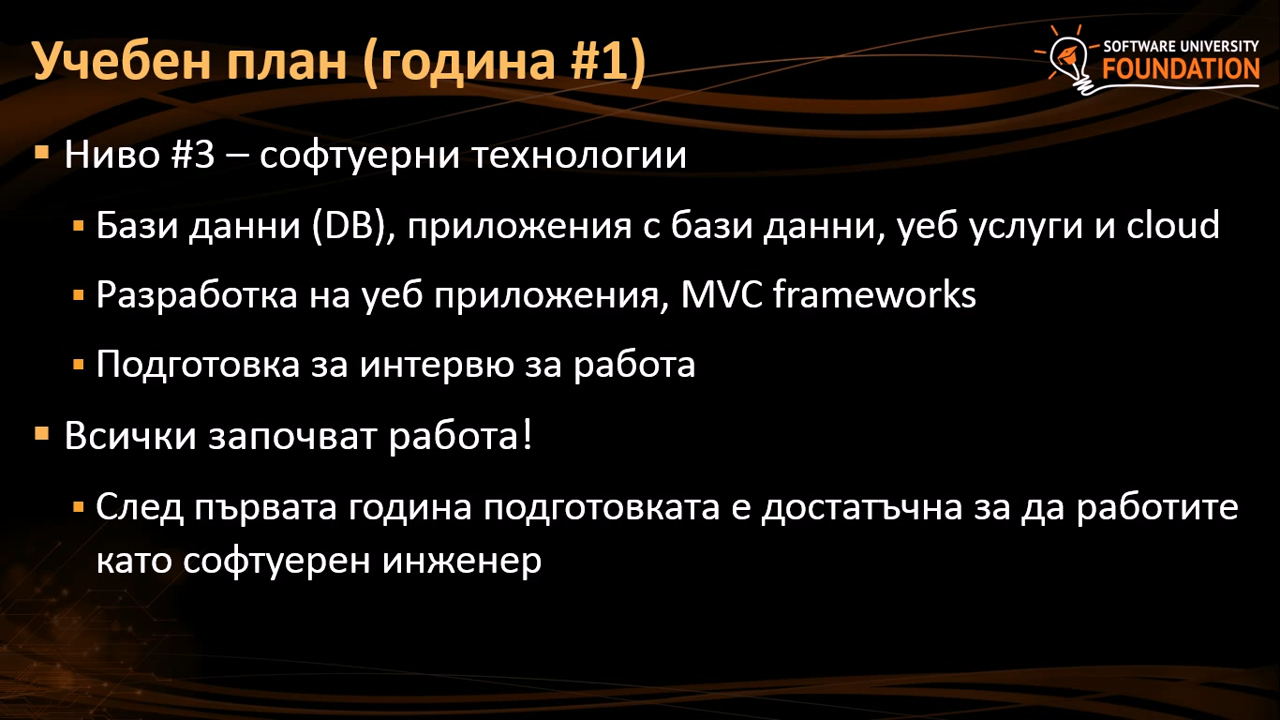 Учебен план (година #1)
SOFTWARE UNIVERSITY
FOUNDATION
Ниво #3 – софтуерни технологии
Бази данни (DB), приложения с бази данни, уеб услуги и cloud
Разработка на уеб приложения, MVC frameworks
Подготовка за интервю за работа
Всички започват работа!
След първата година подготовката е достатъчна за да работите
като софтуерен инженер